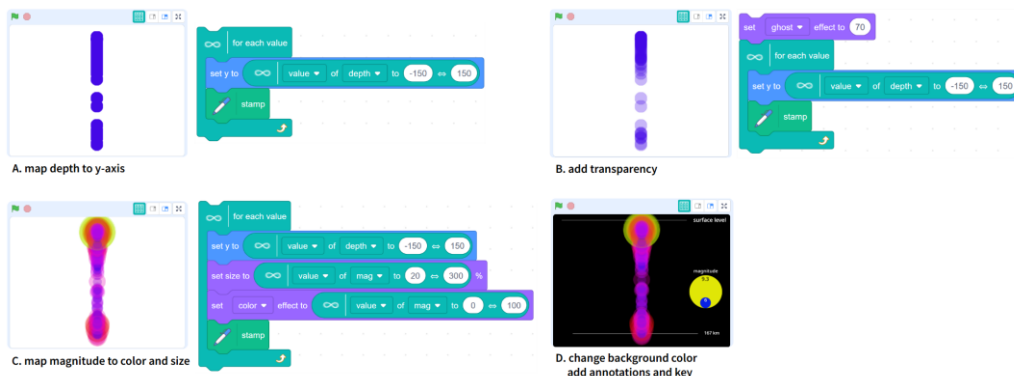 for each value
set y to value of depth to -150 ⇔ 150
stamp
A. map depth to y-axis
set ghost effect to 70
for each value
set y to value of depth to -150 ⇔ 150
stamp
B. add transparency
for each value
set y to value of depth to -150 ⇔ 150
set size to value of mag to 20 ⇔ 300 %
set color effect to value of mag to 0 ⇔ 100
stamp
C. map magnitude to color and size
surface level
magnitude
9.3
6
167 km
D. change background color
add annotations and key